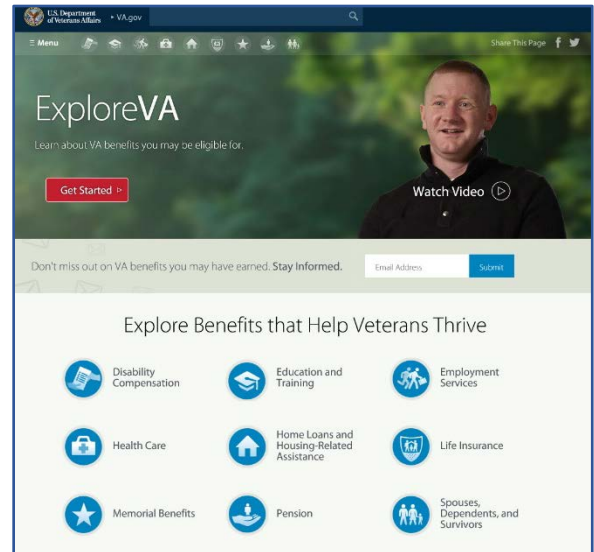 U.S. Department
of Veterans Affairs
VA.gov
Menu
Share This Page
ExploreVA
Learn about VA benefits you may be eligible for.
Get Started
Watch Video
Don't miss out on VA benefits you may have earned. Stay Informed.
Email Address
Submit
Explore Benefits that Help Veterans Thrive
Disability
Compensation
Education and
Training
Employment
Services
Health Care
Home Loans and
Housing-Related
Assistance
Life Insurance
Memorial Benefits
Pension
Spouses,
Dependents, and
Survivors